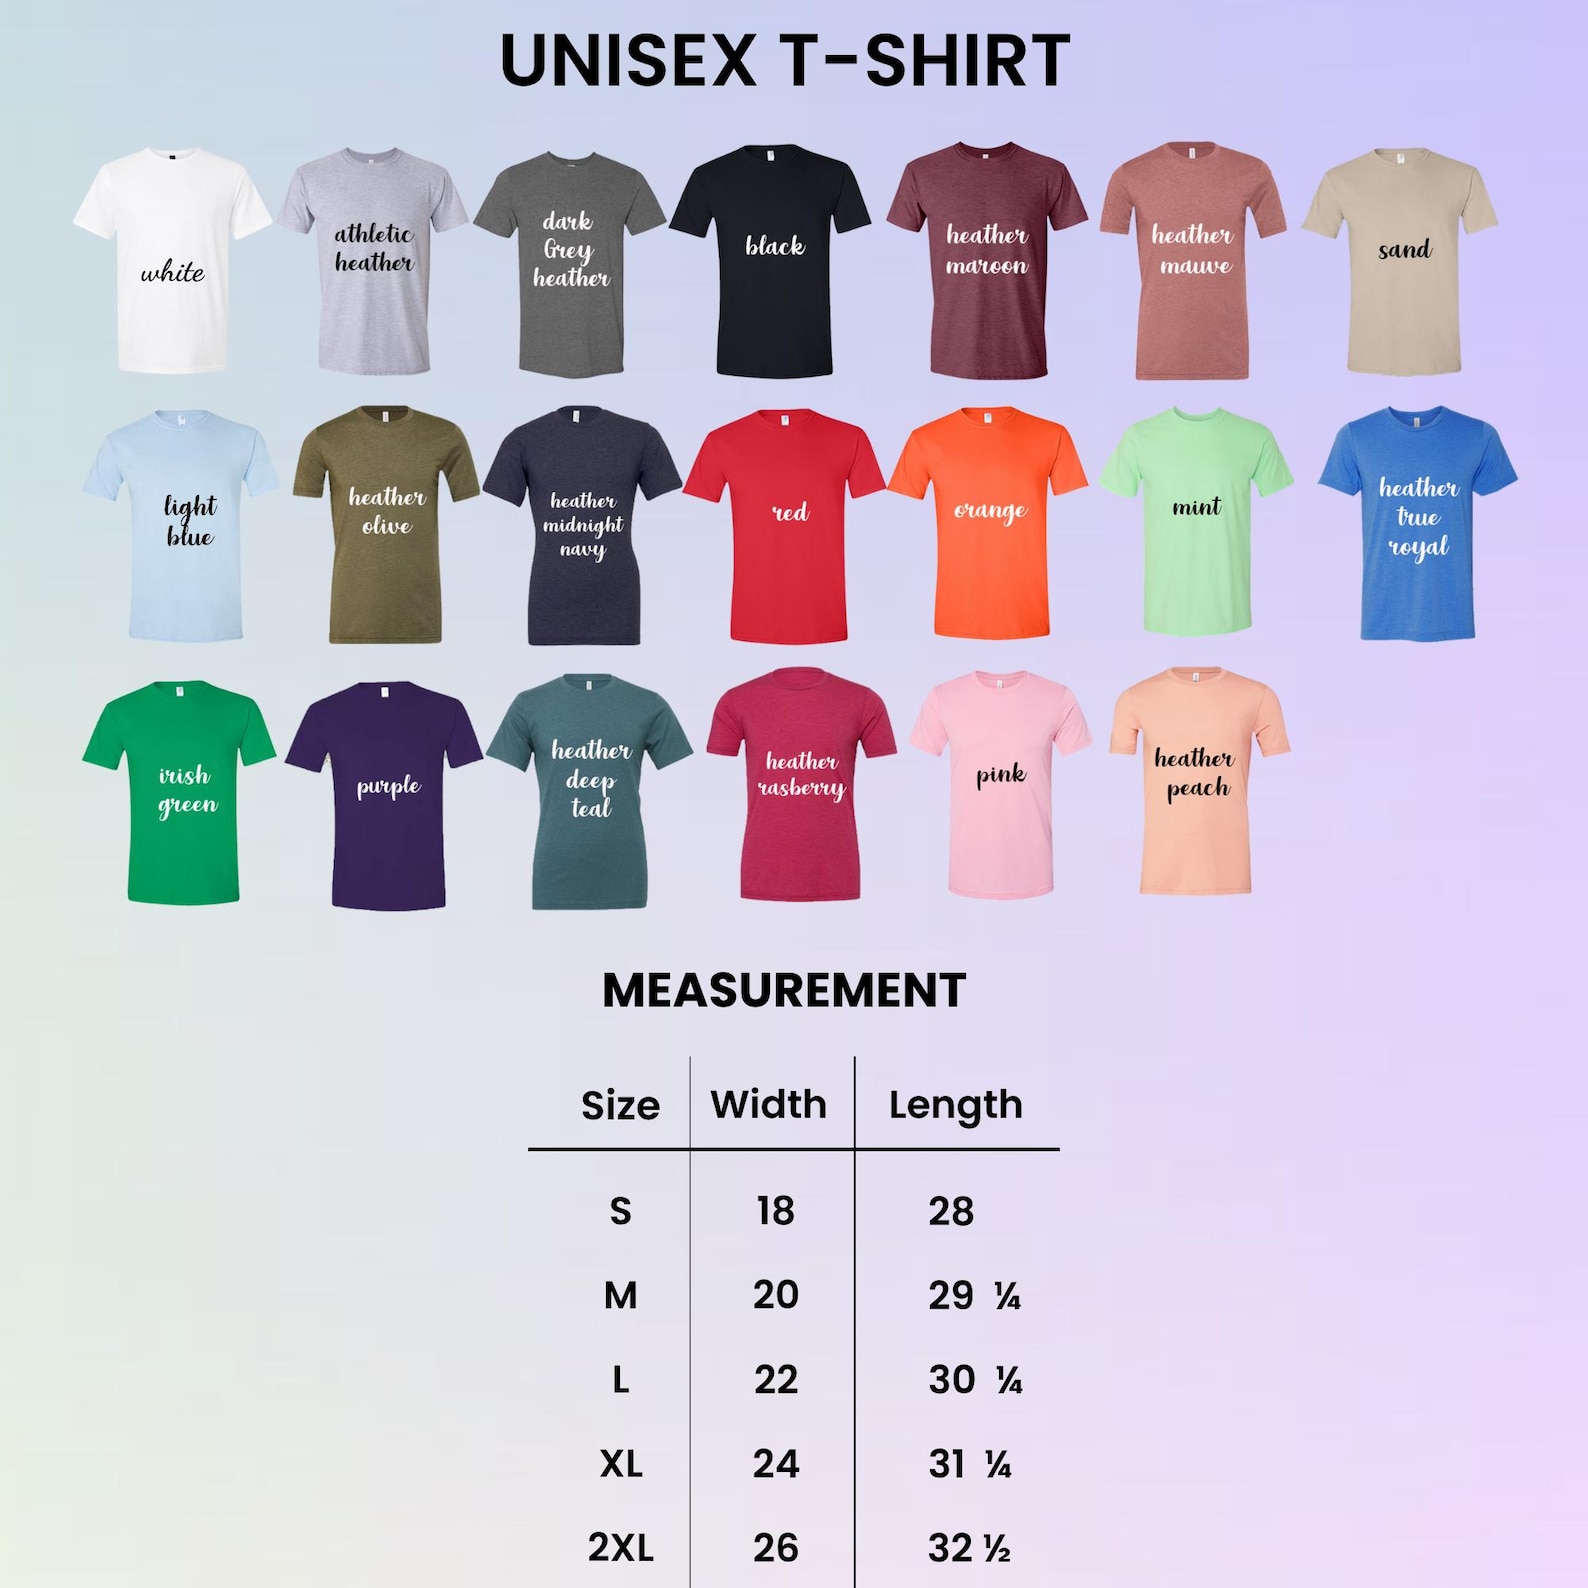 UNISEX T-SHIRT
white
athletic
heather
dark
Grey
heather
black
heather
maroon
heather
mauve
sand
light
blue
heather
olive
heather
midnight
navy
red
orange
mint
heather
true
royal
irish
green
purple
heather
deep
teal
heather
rasberry
pink
heather
peach
MEASUREMENT
Size Width Length
S 18 28
M 20 29 ¼
L 22 30 ¼
XL 24 31 ¼
2XL 26 32 ½